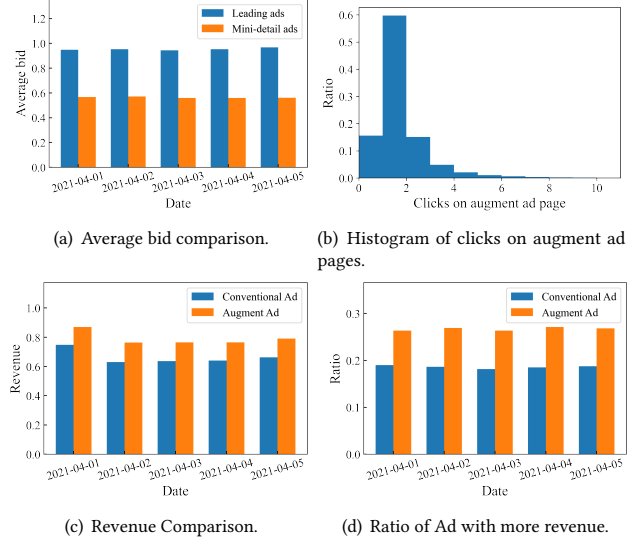 1.2
1.0
0.8
0.6
0.4
0.2
0.0
Average bid
Leading ads
Mini-detail ads
2021-04-01
2021-04-02
2021-04-03
2021-04-04
2021-04-05
Date
(a) Average bid comparison.
0.6
0.5
0.4
0.3
0.2
0.1
0.0
Ratio
0
2
4
6
8
10
Clicks on augment ad page
(b) Histogram of clicks on augment ad
pages.
1.0
0.8
0.6
0.4
0.2
0.0
Revenue
Conventional Ad
Augment Ad
2021-04-01
2021-04-02
2021-04-03
2021-04-04
2021-04-05
Date
(c) Revenue Comparison.
0.3
0.2
0.1
0.0
Ratio
Conventional Ad
Augment Ad
2021-04-01
2021-04-02
2021-04-03
2021-04-04
2021-04-05
Date
(d) Ratio of Ad with more revenue.